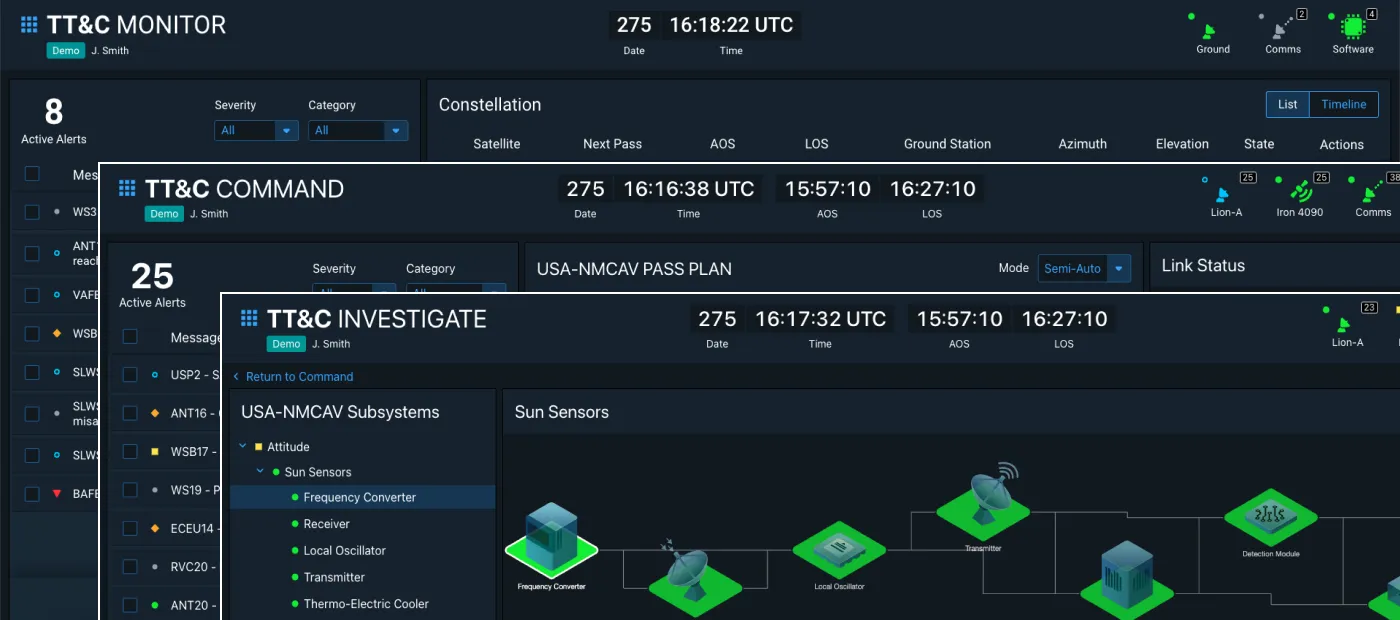 TT&C MONITOR
Demo J. Smith
275 16:18:22 UTC
Date Time
2 4
Ground Comms Software
8
Active Alerts
Severity Category
All All
Mes
WS3
ANT
reach
VAFE
WSB
SLWS
SLWS
misa
SLW
BAFE
Constellation
List Timeline
Satellite Next Pass AOS LOS Ground Station Azimuth Elevation State Actions
TT&C COMMAND
Demo J. Smith
275 16:16:38 UTC 15:57:10 16:27:10
Date Time AOS LOS
25 25 38
Lion-A Iron 4090 Comms
25
Active Alerts
Severity Category
Message
USP2 - S
ANT16 -
WSB17 -
WS19 - P
ECEU14 -
RVC20 -
ANT20 -
USA-NMCAV PASS PLAN
Mode Semi-Auto
Link Status
TT&C INVESTIGATE
Demo J. Smith
275 16:17:32 UTC 15:57:10 16:27:10
Date Time AOS LOS
23
Lion-A
Return to Command
USA-NMCAV Subsystems
Attitude
Sun Sensors
Frequency Converter
Receiver
Local Oscillator
Transmitter
Thermo-Electric Cooler
Sun Sensors
Frequency Converter
Local Oscillator
Transmitter
Detection Module